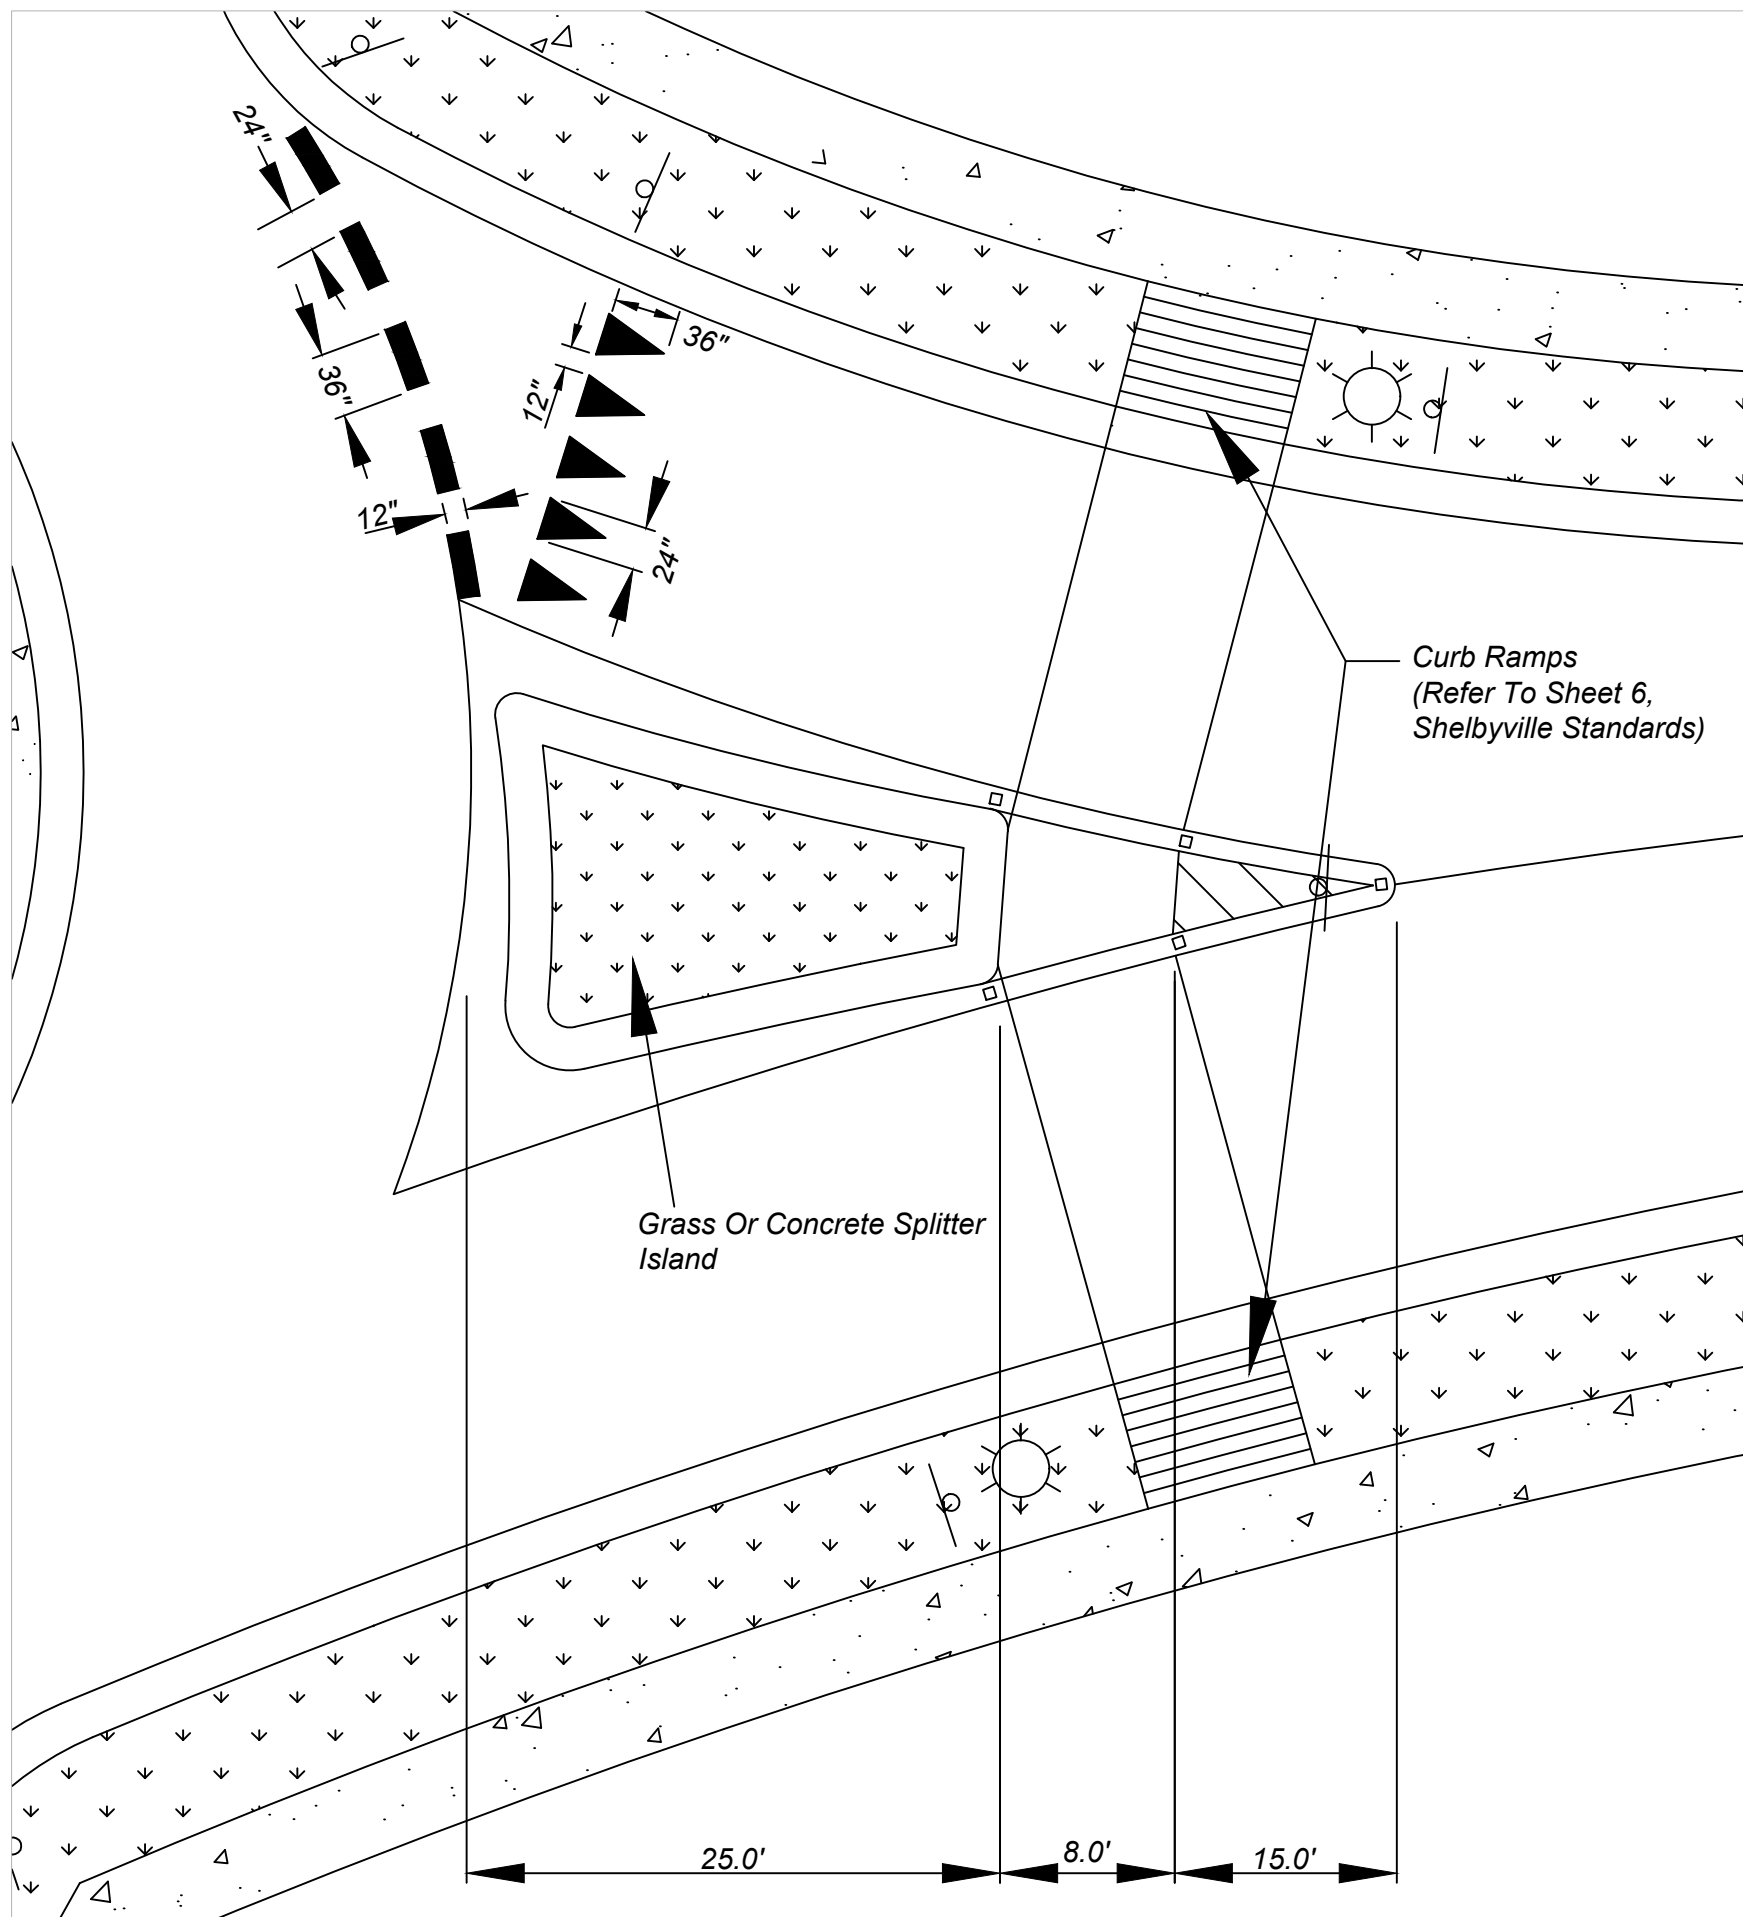 24"
36"
36"
12"
12"
24"
Curb Ramps
(Refer To Sheet 6,
Shelbyville Standards)
Grass Or Concrete Splitter
Island
25.0'
8.0'
15.0'